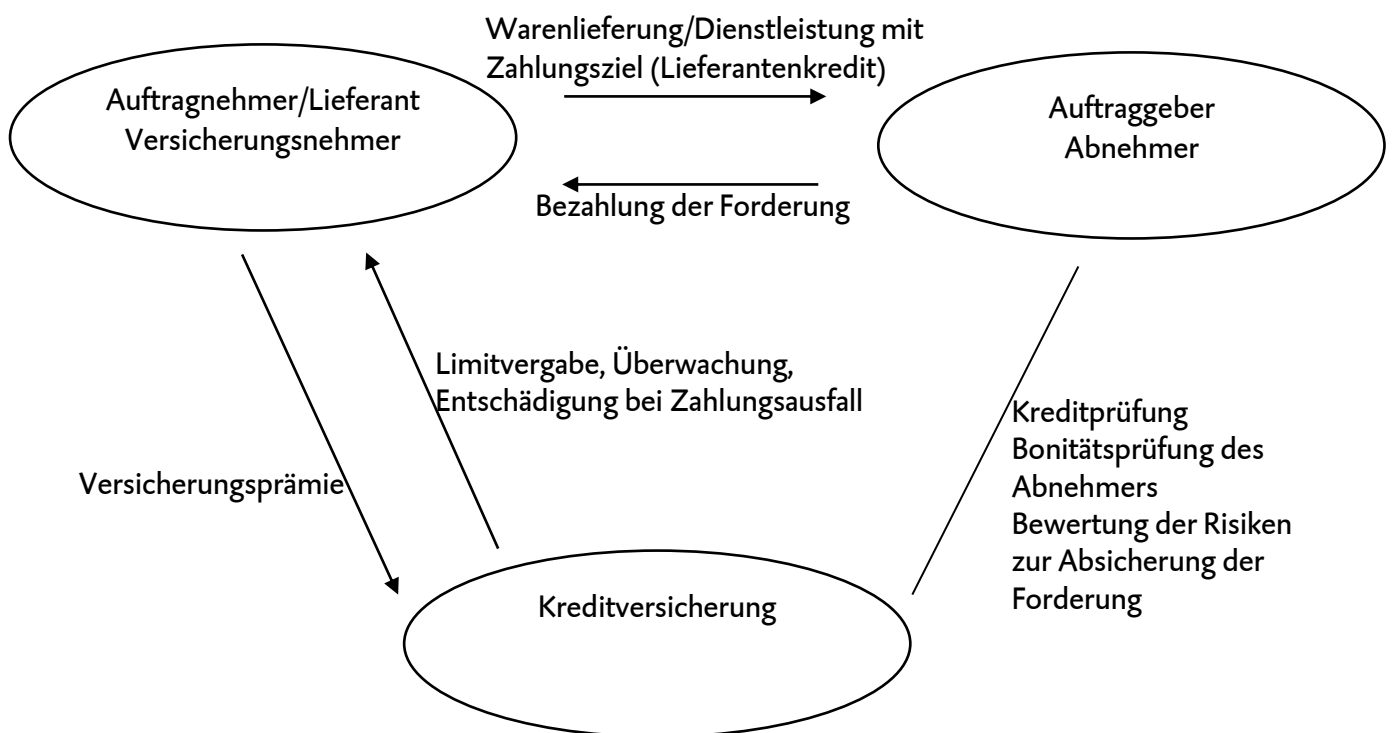 Warenlieferung/Dienstleistung mit
Zahlungsziel (Lieferantenkredit)
Auftragnehmer/Lieferant
Versicherungsnehmer
Auftraggeber
Abnehmer
Bezahlung der Forderung
Limitvergabe, Überwachung,
Entschädigung bei Zahlungsausfall
Kreditprüfung
Bonitätsprüfung des
Abnehmers
Bewertung der Risiken
zur Absicherung der
Forderung
Versicherungsprämie
Kreditversicherung